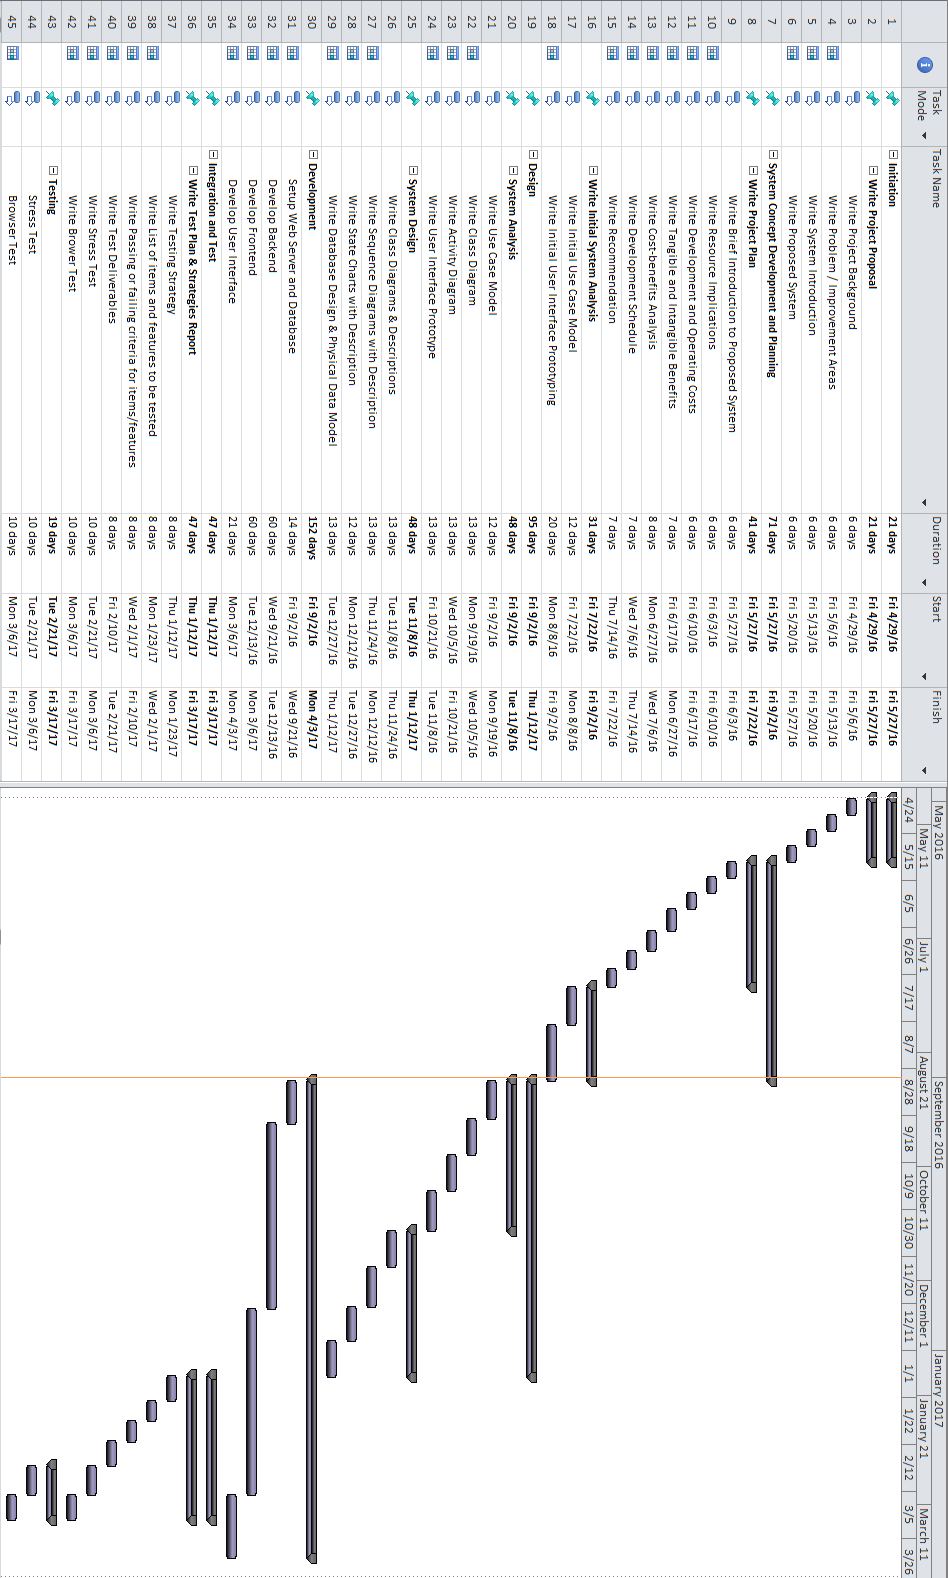 Task Mode Task Name Duration Start Finish
May 2016 September 2016 January 2017
May 11 July 1 August 21 October 11 December 1 January 21 March 11
4/24 5/15 6/5 6/26 7/17 8/7 8/28 9/18 10/9 10/30 11/20 12/11 1/1 1/22 2/12 3/5 3/26
1 Initiation 21 days Fri 4/29/16 Fri 5/27/16
2 Write Project Proposal 21 days Fri 4/29/16 Fri 5/27/16
3 Write Project Background 6 days Fri 4/29/16 Fri 5/6/16
4 Write Problem / Improvement Areas 6 days Fri 5/6/16 Fri 5/13/16
5 Write System Introduction 6 days Fri 5/13/16 Fri 5/20/16
6 Write Proposed System 6 days Fri 5/20/16 Fri 5/27/16
7 System Concept Development and Planning 71 days Fri 5/27/16 Fri 9/2/16
8 Write Project Plan 41 days Fri 5/27/16 Fri 7/22/16
9 Write Brief Introduction to Proposed System 6 days Fri 5/27/16 Fri 6/3/16
10 Write Resource Implications 6 days Fri 6/3/16 Fri 6/10/16
11 Write Development and Operating Costs 6 days Fri 6/10/16 Fri 6/17/16
12 Write Tangible and Intangible Benefits 7 days Fri 6/17/16 Mon 6/27/16
13 Write Cost-benefits Analysis 8 days Mon 6/27/16 Wed 7/6/16
14 Write Development Schedule 7 days Wed 7/6/16 Thu 7/14/16
15 Write Recommendation 7 days Thu 7/14/16 Fri 7/22/16
16 Write Initial System Analysis 31 days Fri 7/22/16 Fri 9/2/16
17 Write Initial Use Case Model 12 days Fri 7/22/16 Mon 8/8/16
18 Write Initial User Interface Prototyping 20 days Mon 8/8/16 Fri 9/2/16
19 Design 95 days Fri 9/2/16 Thu 1/12/17
20 System Analysis 48 days Fri 9/2/16 Tue 11/8/16
21 Write Use Case Model 12 days Fri 9/2/16 Mon 9/19/16
22 Write Class Diagram 13 days Mon 9/19/16 Wed 10/5/16
23 Write Activity Diagram 13 days Wed 10/5/16 Fri 10/21/16
24 Write User Interface Prototype 13 days Fri 10/21/16 Tue 11/8/16
25 System Design 48 days Tue 11/8/16 Thu 1/12/17
26 Write Class Diagrams & Descriptions 13 days Tue 11/8/16 Thu 11/24/16
27 Write Sequence Diagrams with Description 13 days Thu 11/24/16 Mon 12/12/16
28 Write State Charts with Description 12 days Mon 12/12/16 Tue 12/27/16
29 Write Database Design & Physical Data Model 13 days Tue 12/27/16 Thu 1/12/17
30 Development 152 days Fri 9/2/16 Mon 4/3/17
31 Setup Web Server and Database 14 days Fri 9/2/16 Wed 9/21/16
32 Develop Backend 60 days Wed 9/21/16 Tue 12/13/16
33 Develop Frontend 60 days Tue 12/13/16 Mon 3/6/17
34 Develop User Interface 21 days Mon 3/6/17 Mon 4/3/17
35 Integration and Test 47 days Thu 1/12/17 Fri 3/17/17
36 Write Test Plan & Strategies Report 47 days Thu 1/12/17 Fri 3/17/17
37 Write Testing Strategy 8 days Thu 1/12/17 Mon 1/23/17
38 Write List of items and features to be tested 8 days Mon 1/23/17 Wed 2/1/17
39 Write Passing or failing criteria for items/features 8 days Wed 2/1/17 Fri 2/10/17
40 Write Test Deliverables 8 days Fri 2/10/17 Tue 2/21/17
41 Write Stress Test 10 days Tue 2/21/17 Mon 3/6/17
42 Write Brower Test 10 days Mon 3/6/17 Fri 3/17/17
43 Testing 19 days Tue 2/21/17 Fri 3/17/17
44 Stress Test 10 days Tue 2/21/17 Mon 3/6/17
45 Browser Test 10 days Mon 3/6/17 Fri 3/17/17